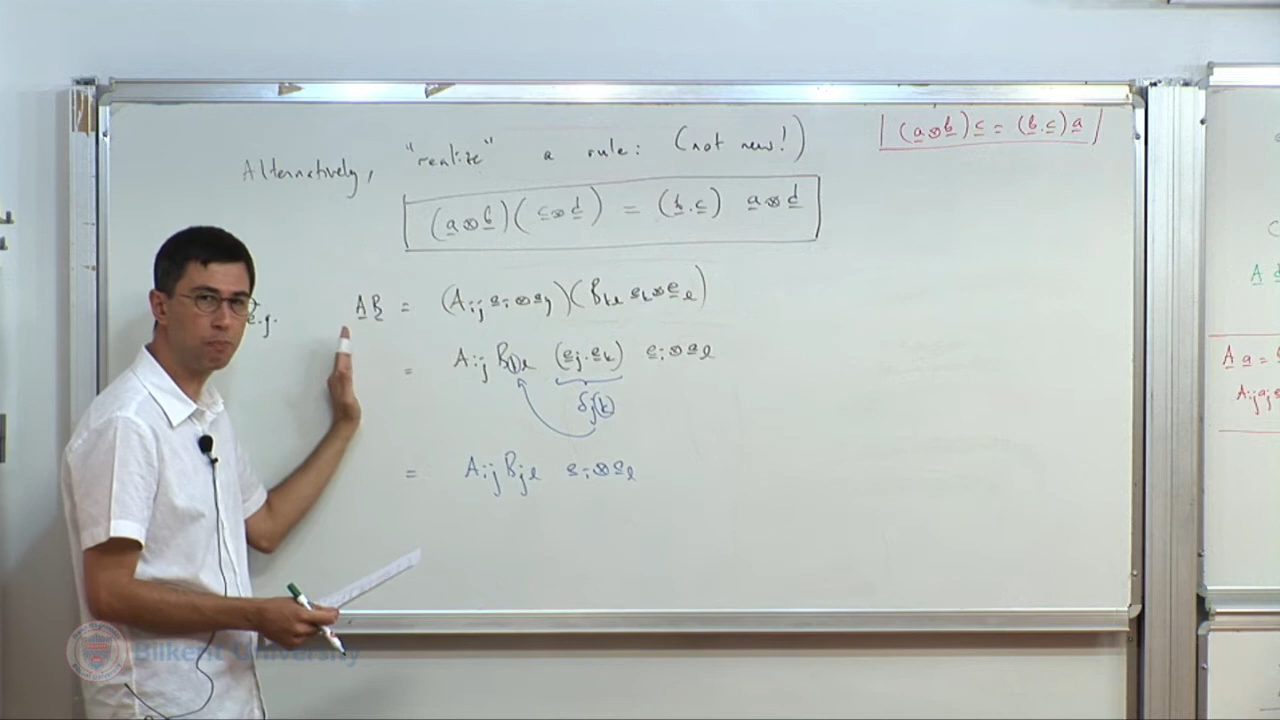 Alternatively, "realize" a rule: (not new!)
(a⊗b)(c⊗d) = (b.c) a⊗d
|(a⊗b)c = (b.c)a|
e.g. AB = (Aij ei⊗ej)(Bkl ek⊗el)
= Aij Bkl (ej.ek) ei⊗el
δjk
= Aij Bjl ei⊗el
A a =
Aijaj
Bilkent University